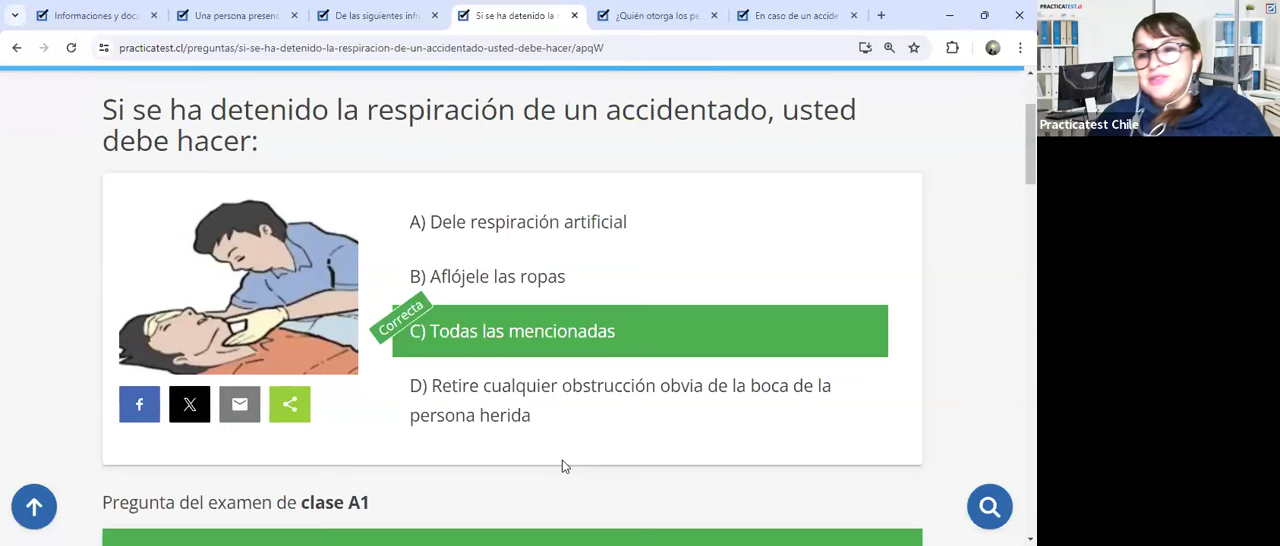 Informaciones y docu
Una persona presenc
De las siguientes infra
Si se ha detenido la r
¿Quién otorga los pe
En caso de un accide
practicatest.cl/preguntas/si-se-ha-detenido-la-respiracion-de-un-accidentado-usted-debe-hacer/apqW
PRACTICATEST.cl
Practicatest Chile
Si se ha detenido la respiración de un accidentado, usted
debe hacer:
A) Dele respiración artificial
B) Aflójele las ropas
Correcta
C) Todas las mencionadas
D) Retire cualquier obstrucción obvia de la boca de la
persona herida
Pregunta del examen de clase A1